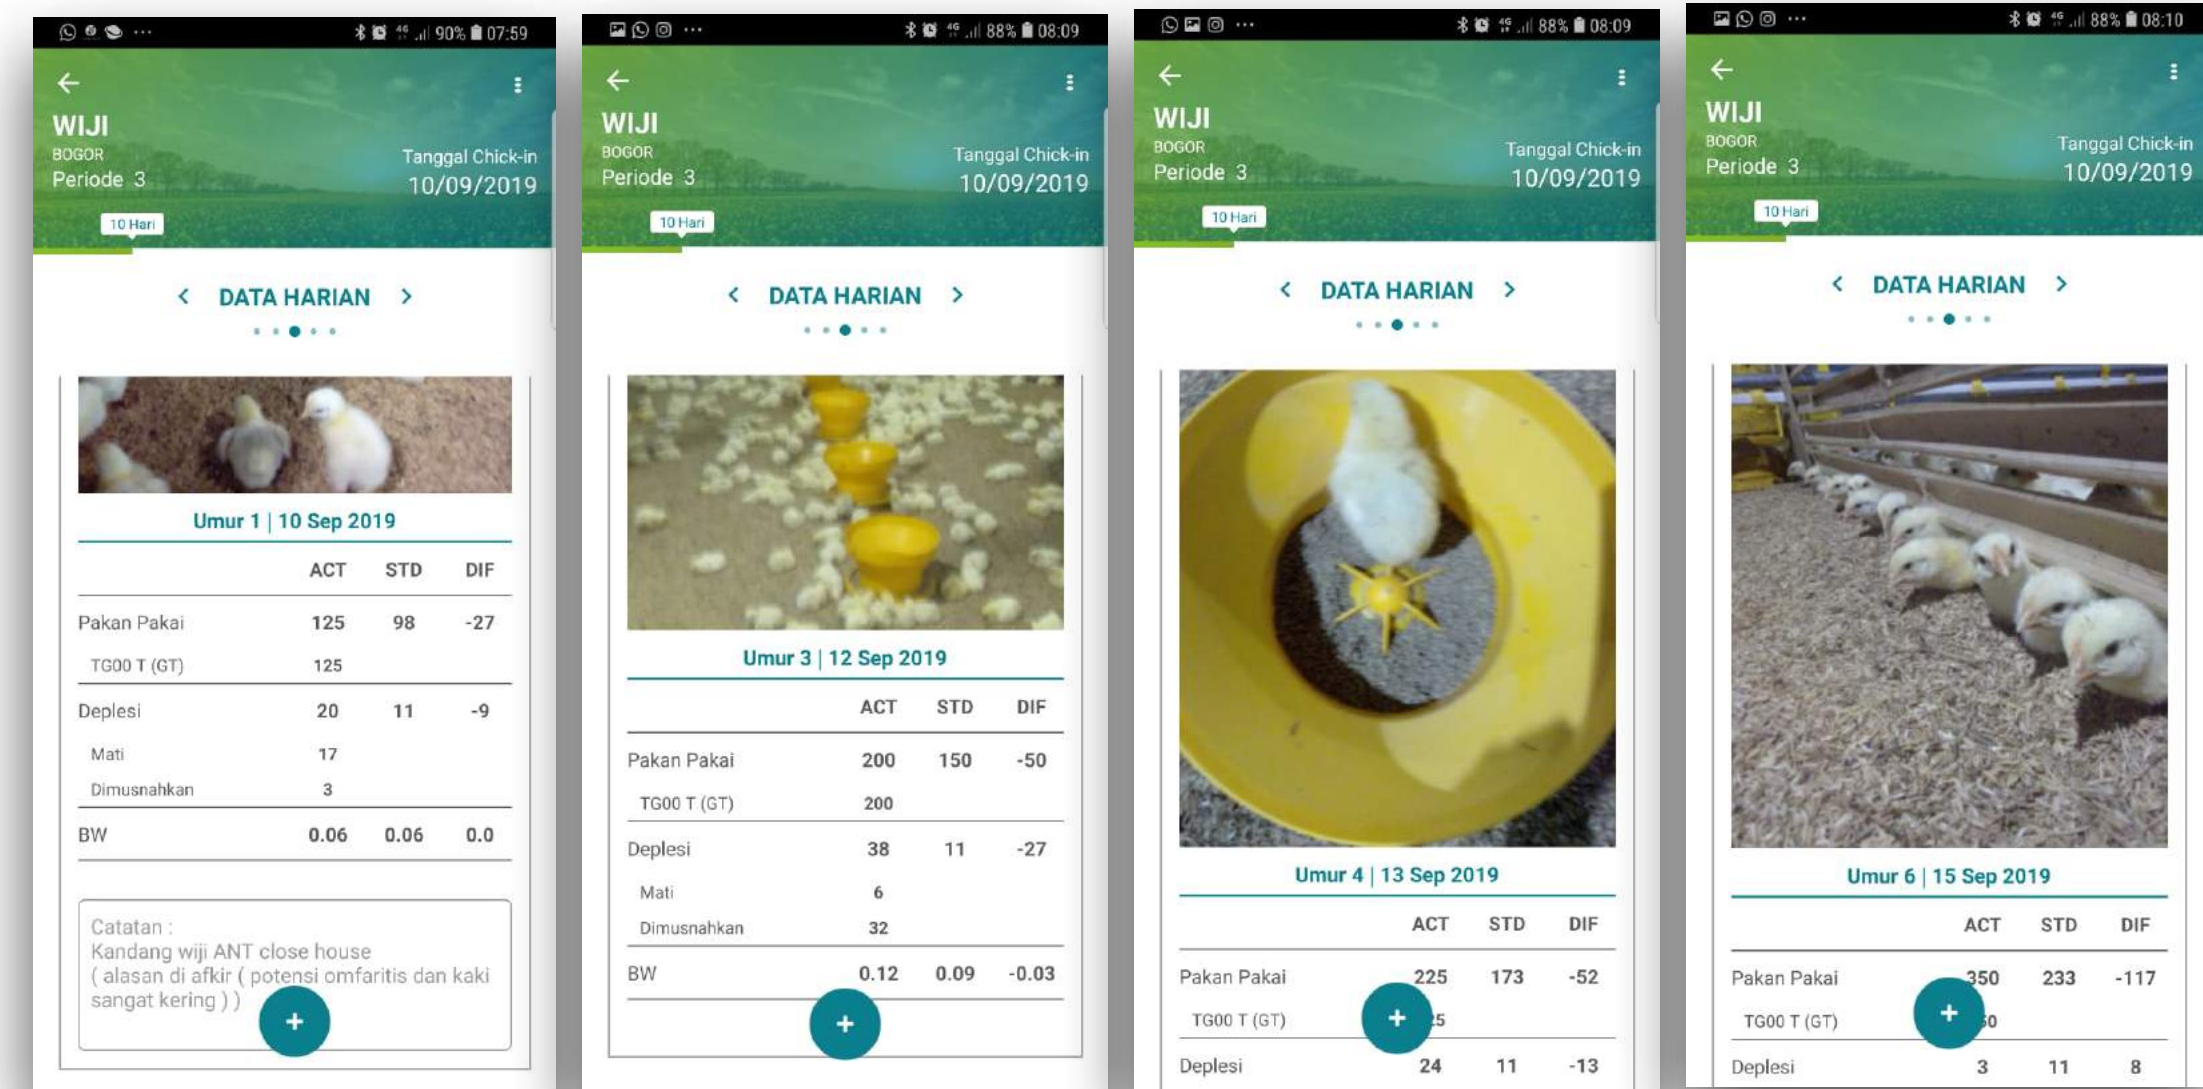 90% 07:59
WIJI
BOGOR
Periode 3
Tanggal Chick-in
10/09/2019
10 Hari
< DATA HARIAN >
Umur 1 | 10 Sep 2019
ACT STD DIF
Pakan Pakai 125 98 -27
TG00 T (GT) 125
Deplesi 20 11 -9
Mati 17
Dimusnahkan 3
BW 0.06 0.06 0.0
Catatan :
Kandang wiji ANT close house
( alasan di afkir ( potensi omfaritis dan kaki
sangat kering ) )
+
4G 88% 08:09
WIJI
BOGOR
Periode 3
Tanggal Chick-in
10/09/2019
10 Hari
< DATA HARIAN >
Umur 3 | 12 Sep 2019
ACT STD DIF
Pakan Pakai 200 150 -50
TG00 T (GT) 200
Deplesi 38 11 -27
Mati 6
Dimusnahkan 32
BW 0.12 0.09 -0.03
+
4G 88% 08:09
WIJI
BOGOR
Periode 3
Tanggal Chick-in
10/09/2019
10 Hari
< DATA HARIAN >
Umur 4 | 13 Sep 2019
ACT STD DIF
Pakan Pakai 225 173 -52
TG00 T (GT)
+
Deplesi 24 11 -13
4G 88% 08:10
WIJI
BOGOR
Periode 3
Tanggal Chick-in
10/09/2019
10 Hari
< DATA HARIAN >
Umur 6 | 15 Sep 2019
ACT STD DIF
Pakan Pakai 350 233 -117
TG00 T (GT)
+
Deplesi 3 11 8